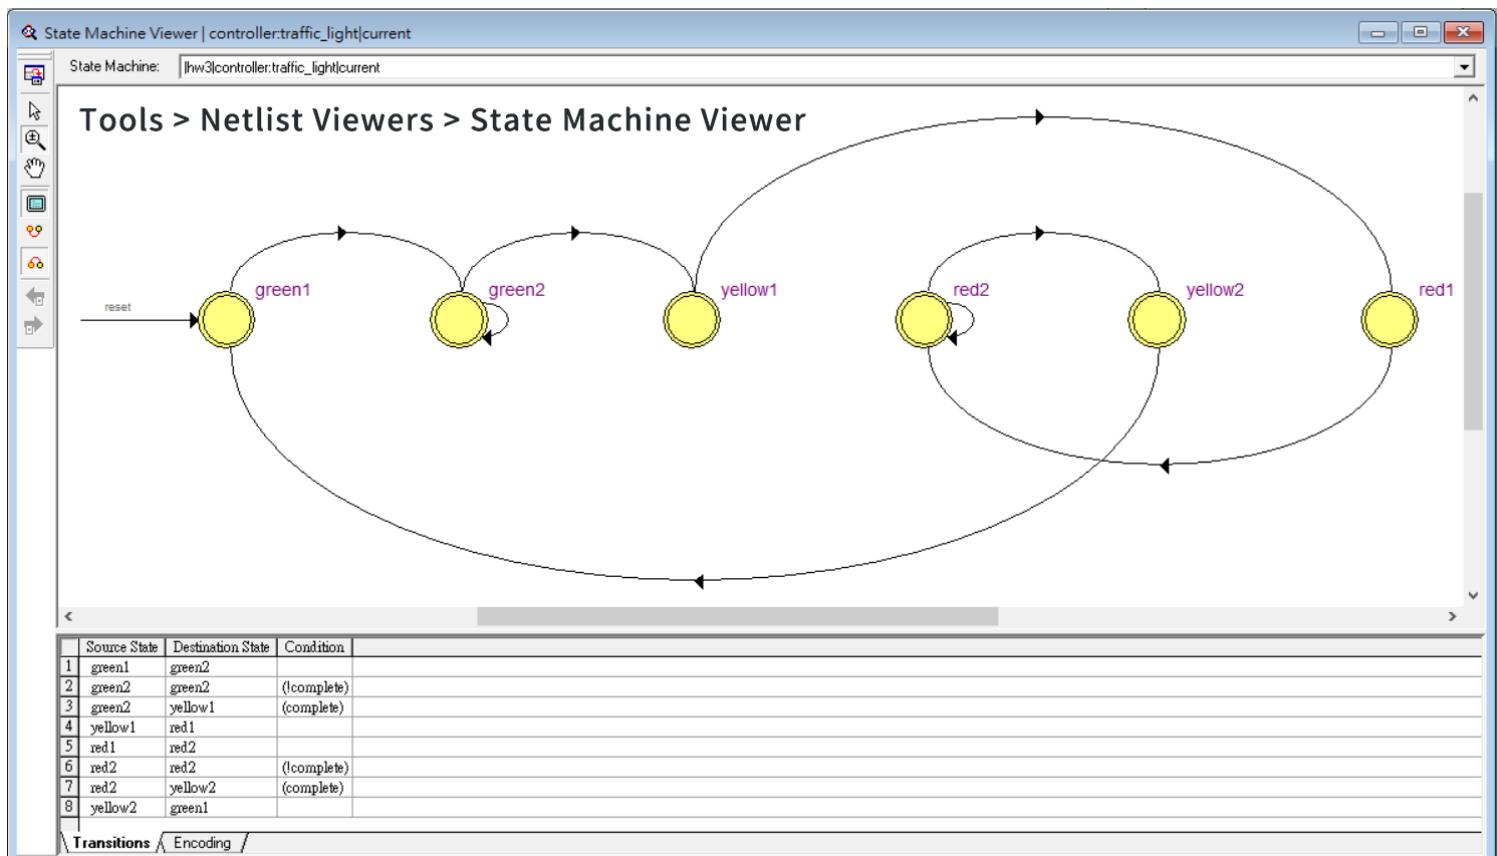 State Machine Viewer | controller:traffic_light|current
State Machine: |hw3|controller:traffic_light|current
Tools > Netlist Viewers > State Machine Viewer
reset
green1
green2
yellow1
red2
yellow2
red1
Source State Destination State Condition
1 green1 green2
2 green2 green2 (!complete)
3 green2 yellow1 (complete)
4 yellow1 red1
5 red1 red2
6 red2 red2 (!complete)
7 red2 yellow2 (complete)
8 yellow2 green1
Transitions Encoding